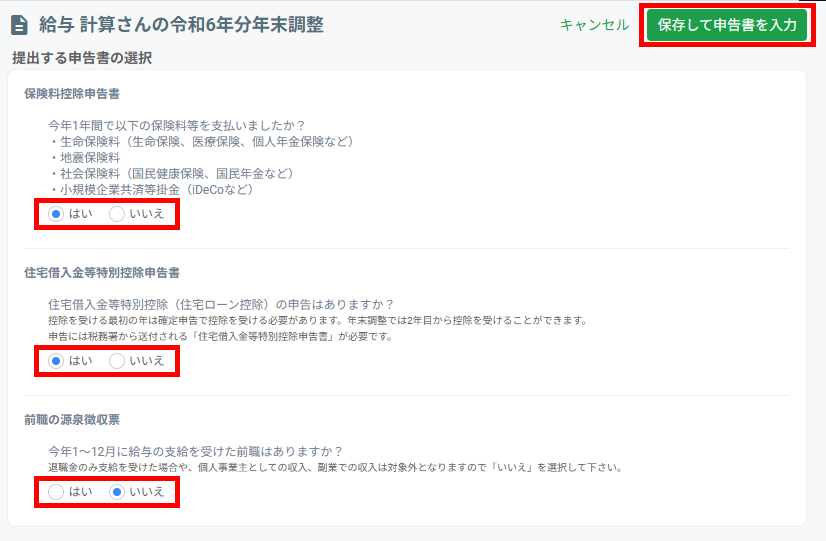 給与 計算さんの令和6年分年末調整
キャンセル
保存して申告書を入力
提出する申告書の選択
保険料控除申告書
今年1年間で以下の保険料等を支払いましたか？
・生命保険料（生命保険、医療保険、個人年金保険など）
・地震保険料
・社会保険料（国民健康保険、国民年金など）
・小規模企業共済等掛金（iDeCoなど）
はい いいえ
住宅借入金等特別控除申告書
住宅借入金等特別控除（住宅ローン控除）の申告はありますか？
控除を受ける最初の年は確定申告で控除を受ける必要があります。年末調整では2年目から控除を受けることができます。
申告には税務署から送付される「住宅借入金等特別控除申告書」が必要です。
はい いいえ
前職の源泉徴収票
今年1〜12月に給与の支給を受けた前職はありますか？
退職金のみ支給を受けた場合や、個人事業主としての収入、副業での収入は対象外となりますので「いいえ」を選択して下さい。
はい いいえ